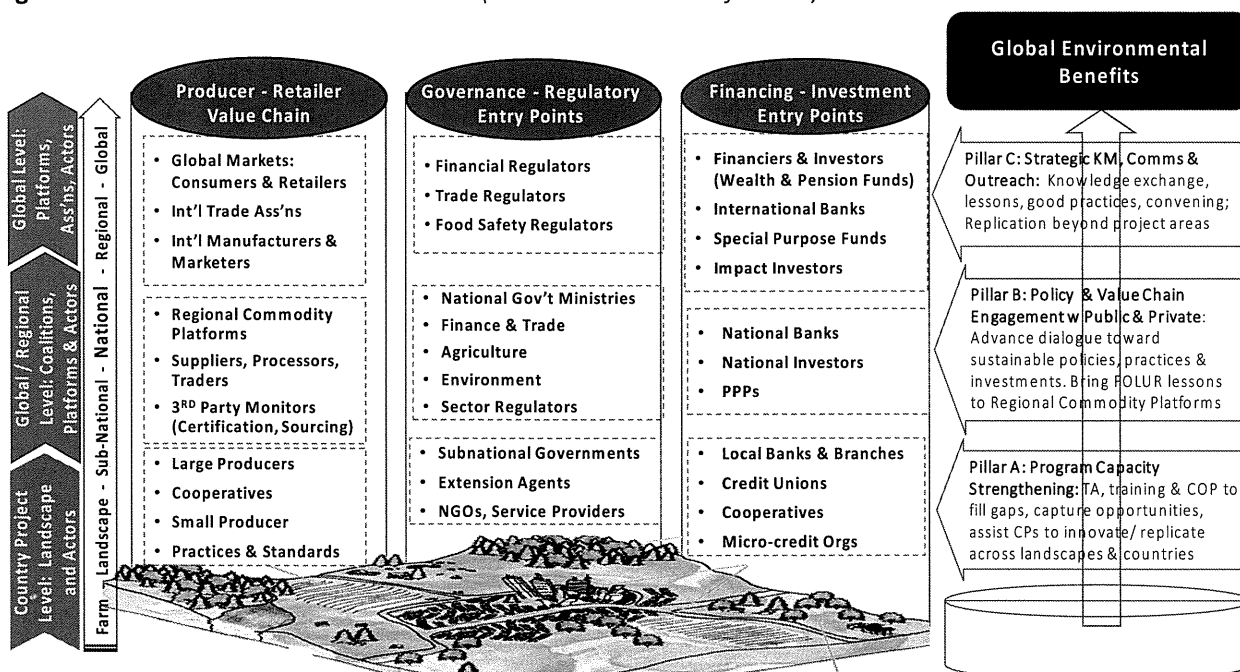 Global Environmental
Benefits
Producer - Retailer
Value Chain
Governance - Regulatory
Entry Points
Financing - Investment
Entry Points
Global Level:
Platforms,
Ass'ns, Actors
Global / Regional
Level: Coalitions,
Platforms & Actors
Country Project
Level: Landscape
and Actors
Farm - Landscape - Sub-National - National - Regional - Global
• Global Markets:
Consumers & Retailers
• Int'l Trade Ass'ns
• Int'l Manufacturers &
Marketers
• Regional Commodity
Platforms
• Suppliers, Processors,
Traders
• 3RD Party Monitors
(Certification, Sourcing)
• Large Producers
• Cooperatives
• Small Producer
• Practices & Standards
• Financial Regulators
• Trade Regulators
• Food Safety Regulators
• National Gov't Ministries
• Finance & Trade
• Agriculture
• Environment
• Sector Regulators
• Subnational Governments
• Extension Agents
• NGOs, Service Providers
• Financiers & Investors
(Wealth & Pension Funds)
• International Banks
• Special Purpose Funds
• Impact Investors
• National Banks
• National Investors
• PPPs
• Local Banks & Branches
• Credit Unions
• Cooperatives
• Micro-credit Orgs
Pillar C: Strategic KM, Comms &
Outreach: Knowledge exchange,
lessons, good practices, convening;
Replication beyond project areas
Pillar B: Policy & Value Chain
Engagement w Public & Private:
Advance dialogue toward
sustainable policies, practices &
investments. Bring FOLUR lessons
to Regional Commodity Platforms
Pillar A: Program Capacity
Strengthening: TA, training & COP to
fill gaps, capture opportunities,
assist CPs to innovate/ replicate
across landscapes & countries